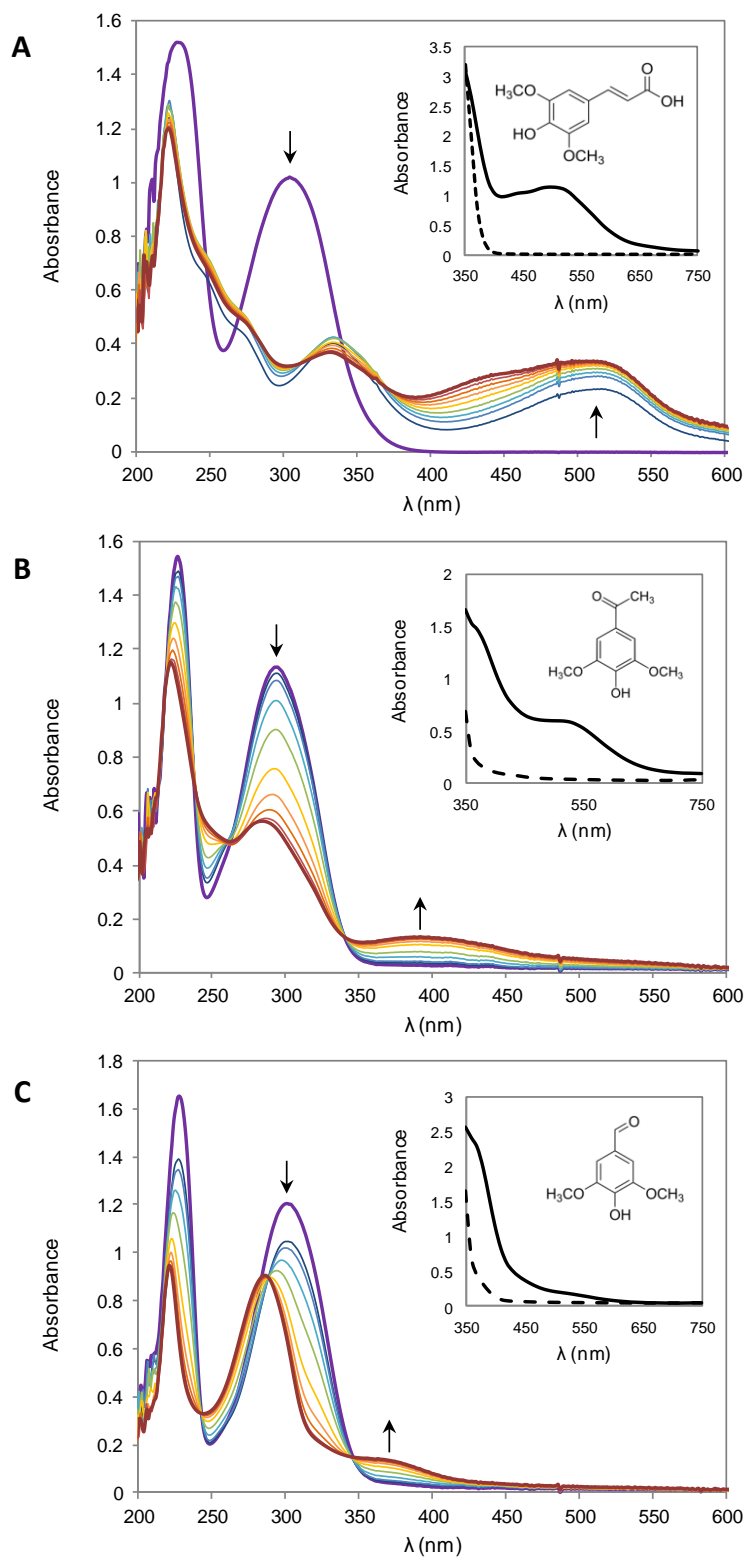 A
Abosrbance
1.6
1.4
1.2
1
0.8
0.6
0.4
0.2
0
200 250 300 350 400 450 500 550 600
λ (nm)
Absorbance
3.5
3
2.5
2
1.5
1
0.5
0
350 450 550 650 750
λ (nm)
O
H₃CO
OH
HO
OCH₃
B
Absorbance
1.6
1.4
1.2
1
0.8
0.6
0.4
0.2
0
200 250 300 350 400 450 500 550 600
λ (nm)
Absorbance
2
1.5
1
0.5
0
350 550 750
λ (nm)
O CH₃
H₃CO OCH₃
OH
C
Absorbance
1.8
1.6
1.4
1.2
1
0.8
0.6
0.4
0.2
0
200 250 300 350 400 450 500 550 600
λ (nm)
Absorbance
3
2.5
2
1.5
1
0.5
0
350 450 550 650 750
λ (nm)
O
H₃CO OCH₃
OH